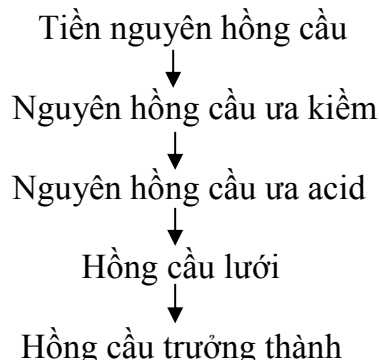 Tiền nguyên hồng cầu
Nguyên hồng cầu ưa kiềm
Nguyên hồng cầu ưa acid
Hồng cầu lưới
Hồng cầu trưởng thành